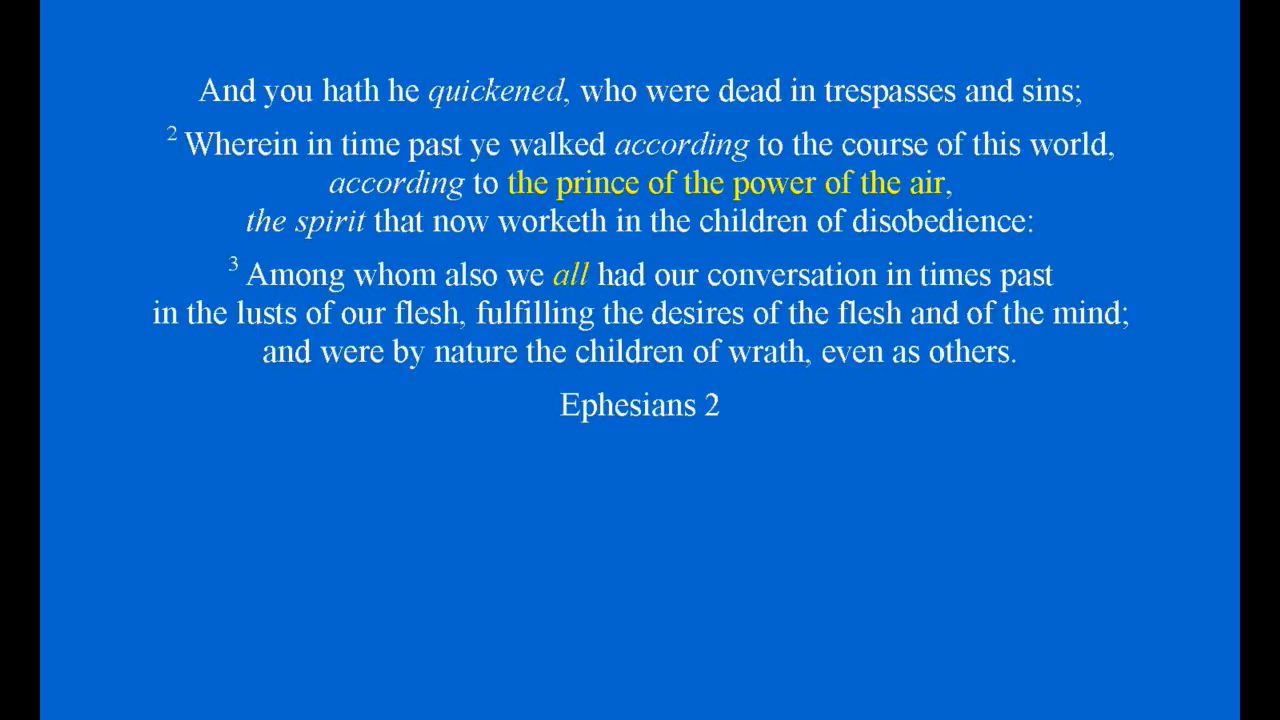 And you hath he quickened, who were dead in trespasses and sins;
2 Wherein in time past ye walked according to the course of this world,
according to the prince of the power of the air,
the spirit that now worketh in the children of disobedience:
3 Among whom also we all had our conversation in times past
in the lusts of our flesh, fulfilling the desires of the flesh and of the mind;
and were by nature the children of wrath, even as others.
Ephesians 2